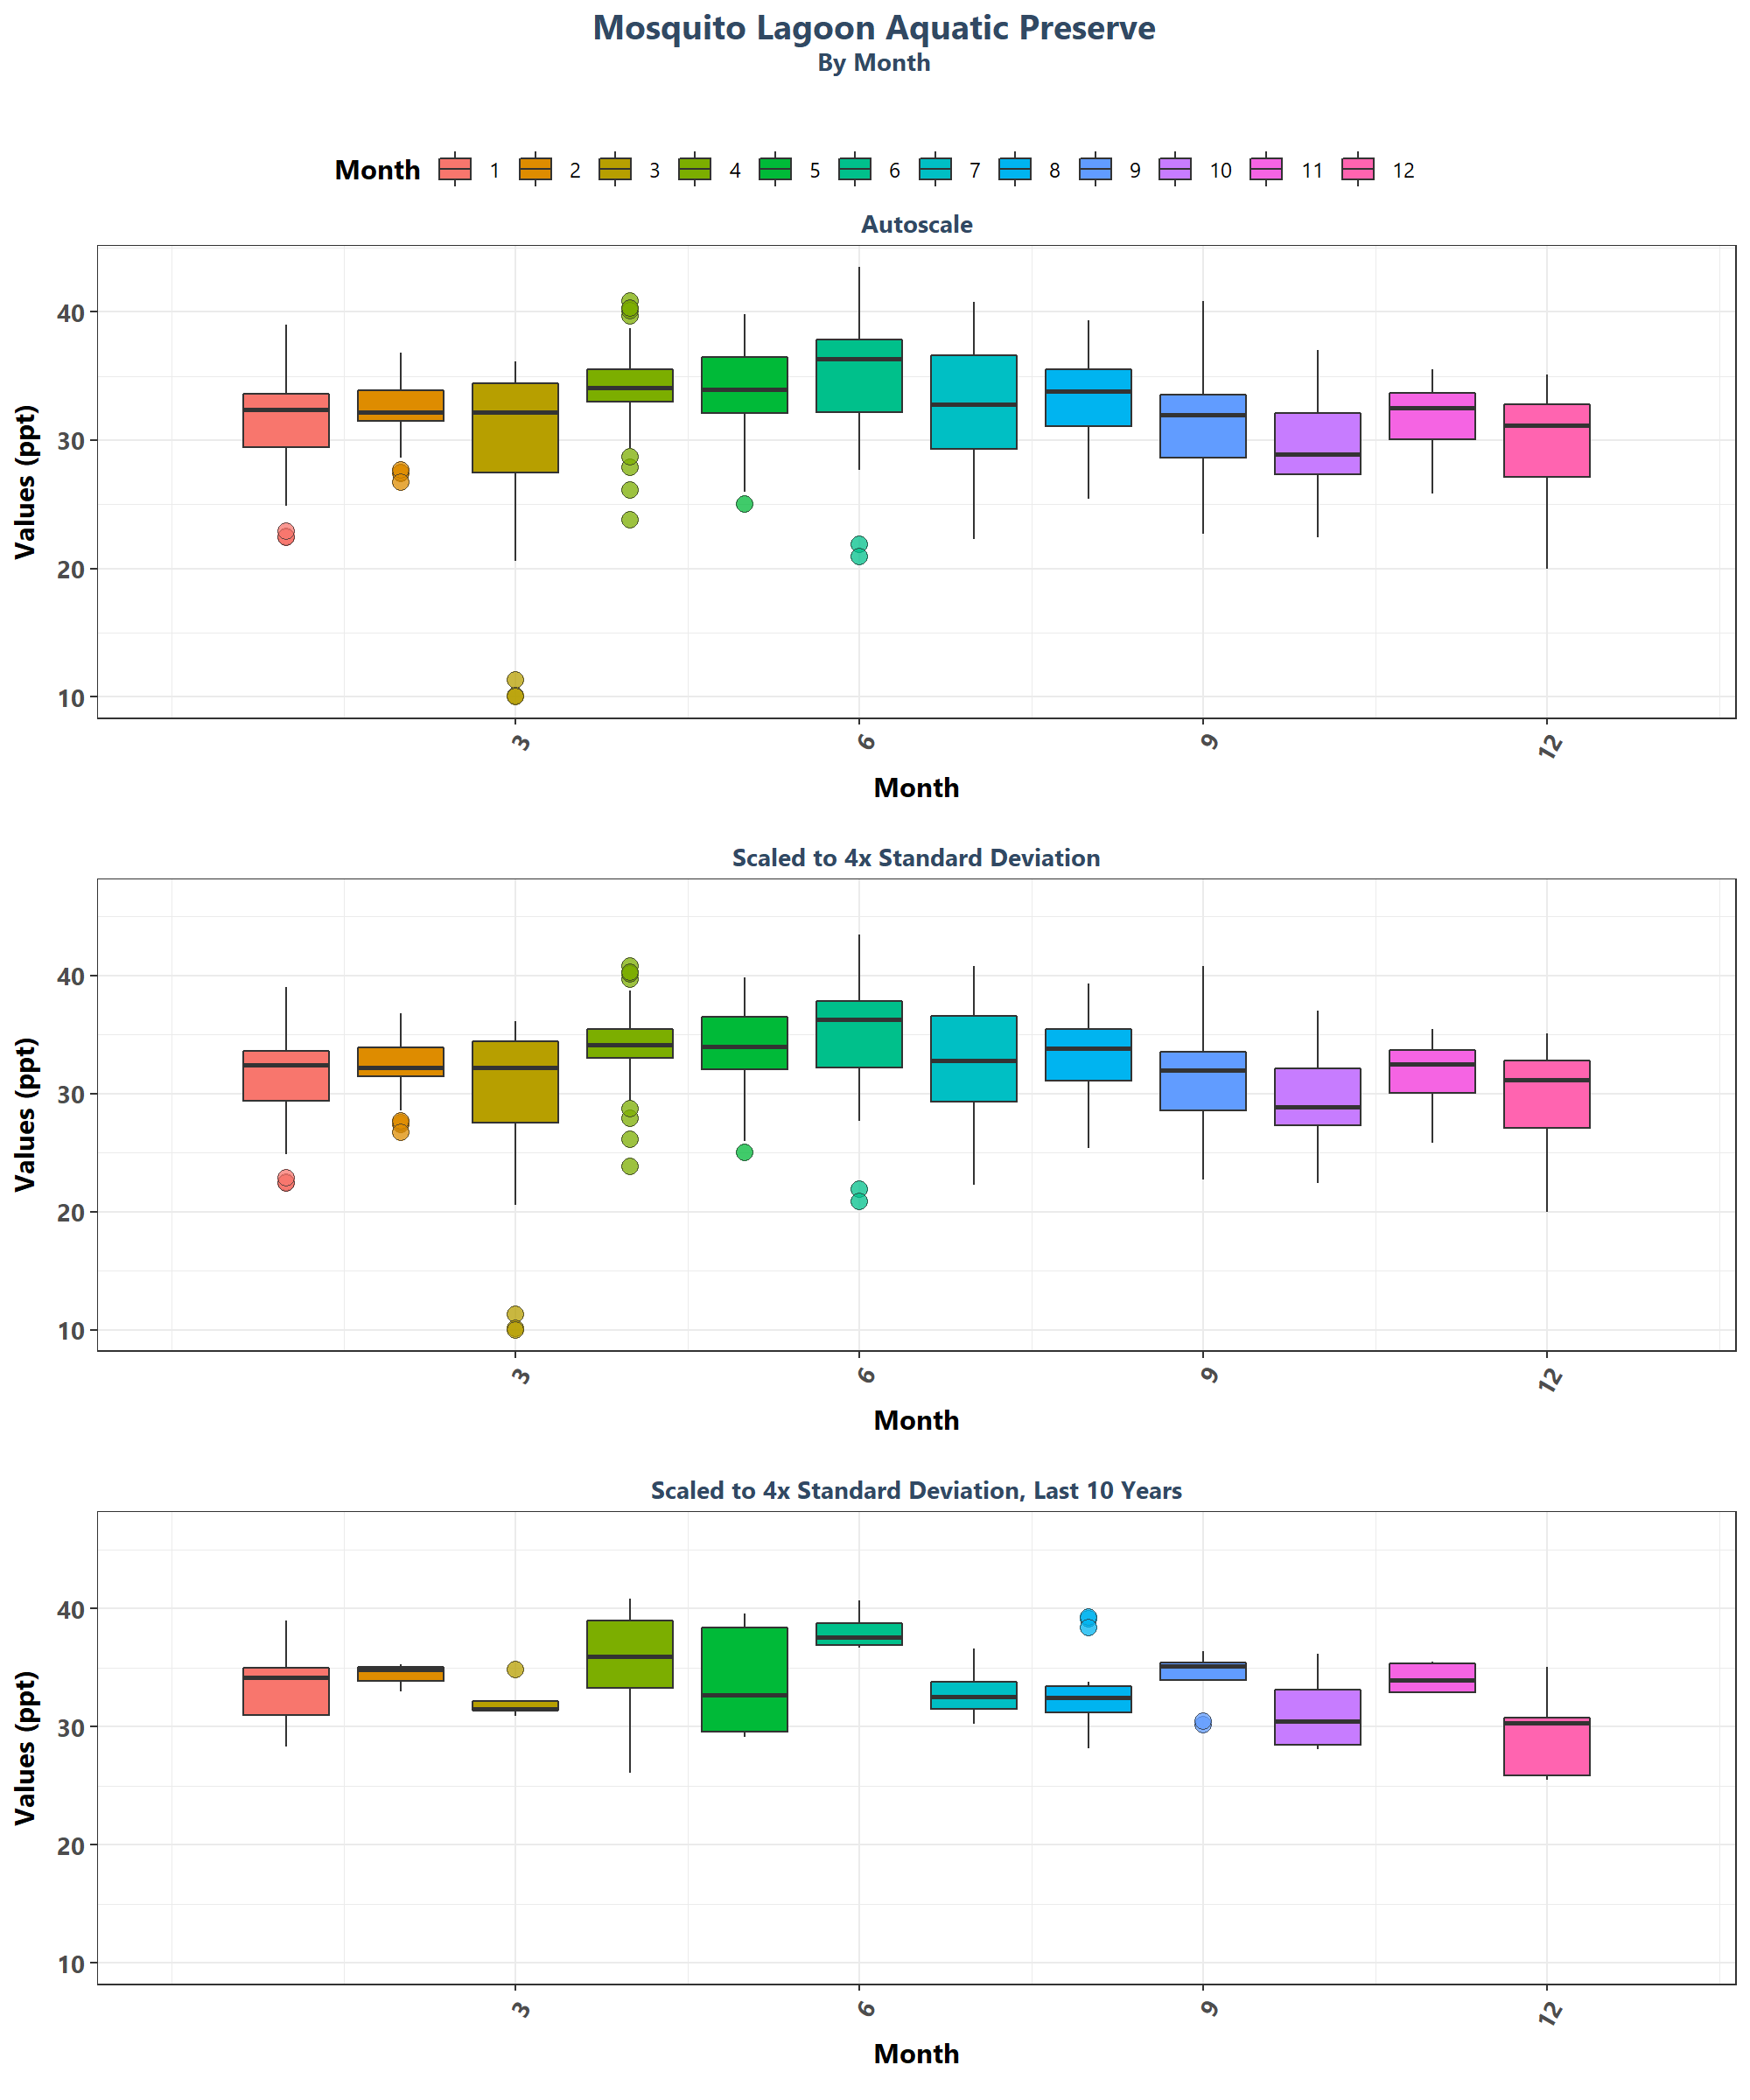 Mosquito Lagoon Aquatic Preserve
By Month
Month 1 2 3 4 5 6 7 8 9 10 11 12
Autoscale
Values (ppt)
40
30
20
10
3 6 9 12
Month
Scaled to 4x Standard Deviation
Values (ppt)
40
30
20
10
3 6 9 12
Month
Scaled to 4x Standard Deviation, Last 10 Years
Values (ppt)
40
30
20
10
3 6 9 12
Month